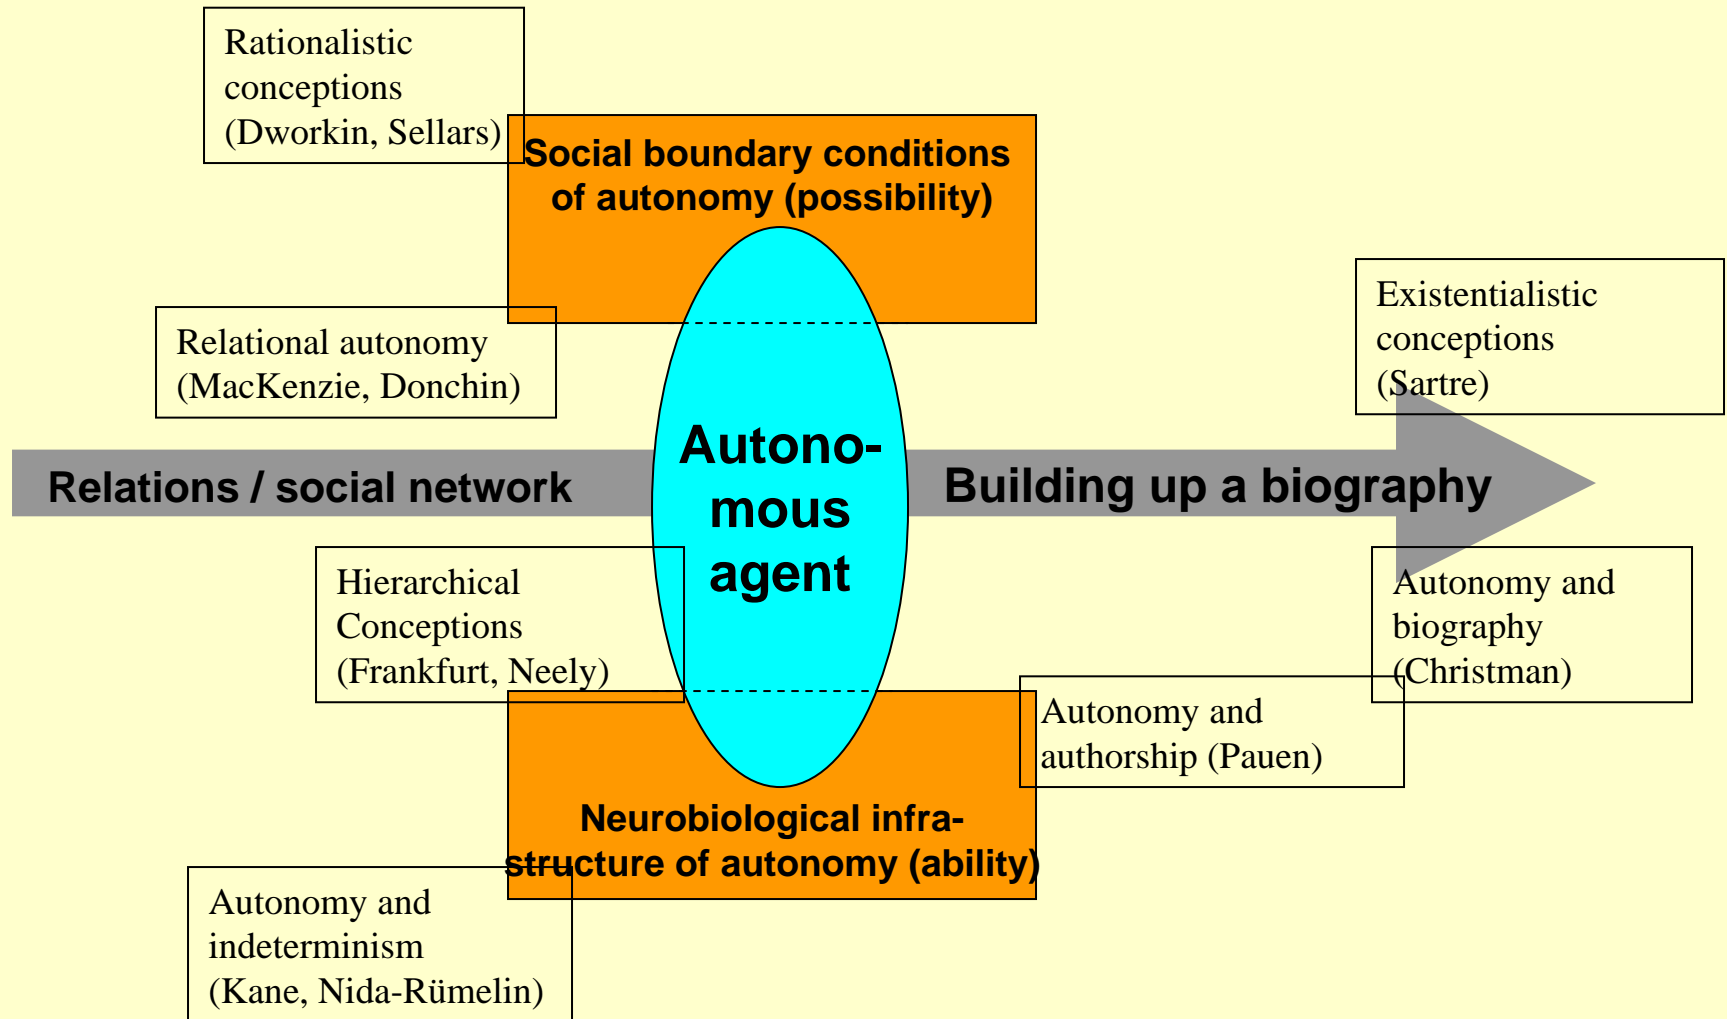 Rationalistic
conceptions
(Dworkin, Sellars)
Social boundary conditions
of autonomy (possibility)
Relational autonomy
(MacKenzie, Donchin)
Existentialistic
conceptions
(Sartre)
Relations / social network
Autono-
mous
agent
Building up a biography
Hierarchical
Conceptions
(Frankfurt, Neely)
Autonomy and
biography
(Christman)
Autonomy and
authorship (Pauen)
Neurobiological infra-
structure of autonomy (ability)
Autonomy and
indeterminism
(Kane, Nida-Rümelin)